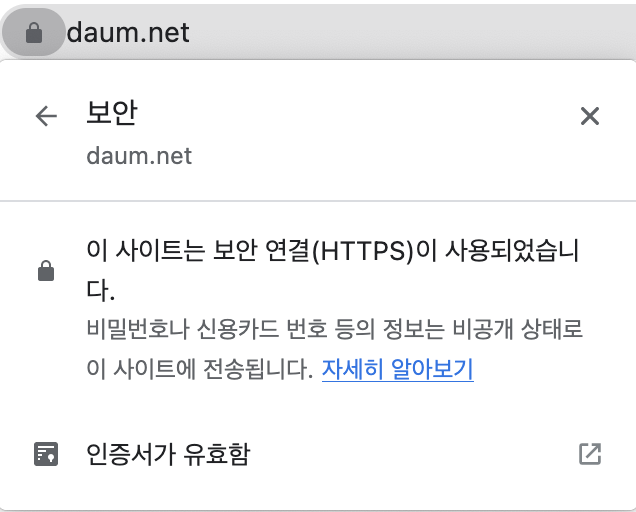 daum.net
보안
daum.net
이 사이트는 보안 연결(HTTPS)이 사용되었습니
다.
비밀번호나 신용카드 번호 등의 정보는 비공개 상태로
이 사이트에 전송됩니다. 자세히 알아보기
인증서가 유효함